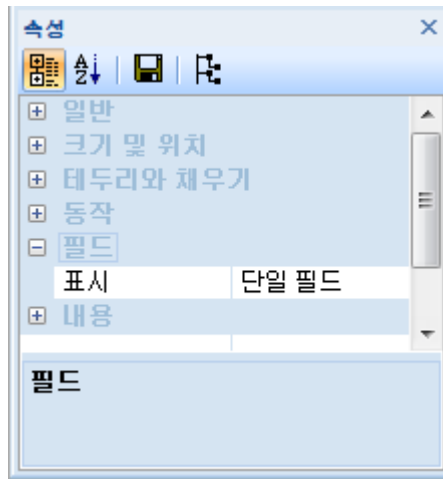 속성
일반
크기 및 위치
테두리와 채우기
동작
필드
표시 단일 필드
내용
필드